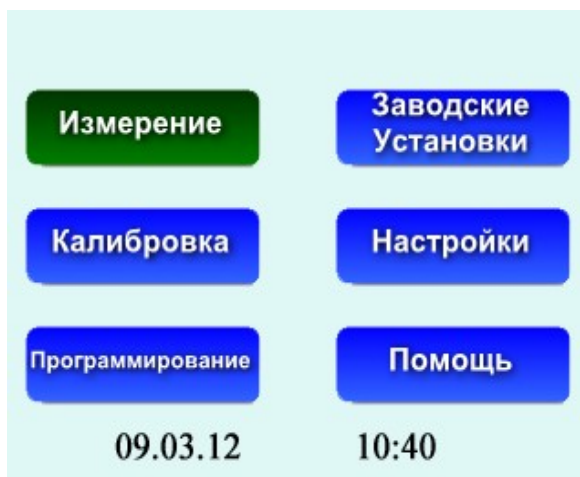 Измерение
Заводские
Установки
Калибровка
Настройки
Программирование
Помощь
09.03.12 10:40